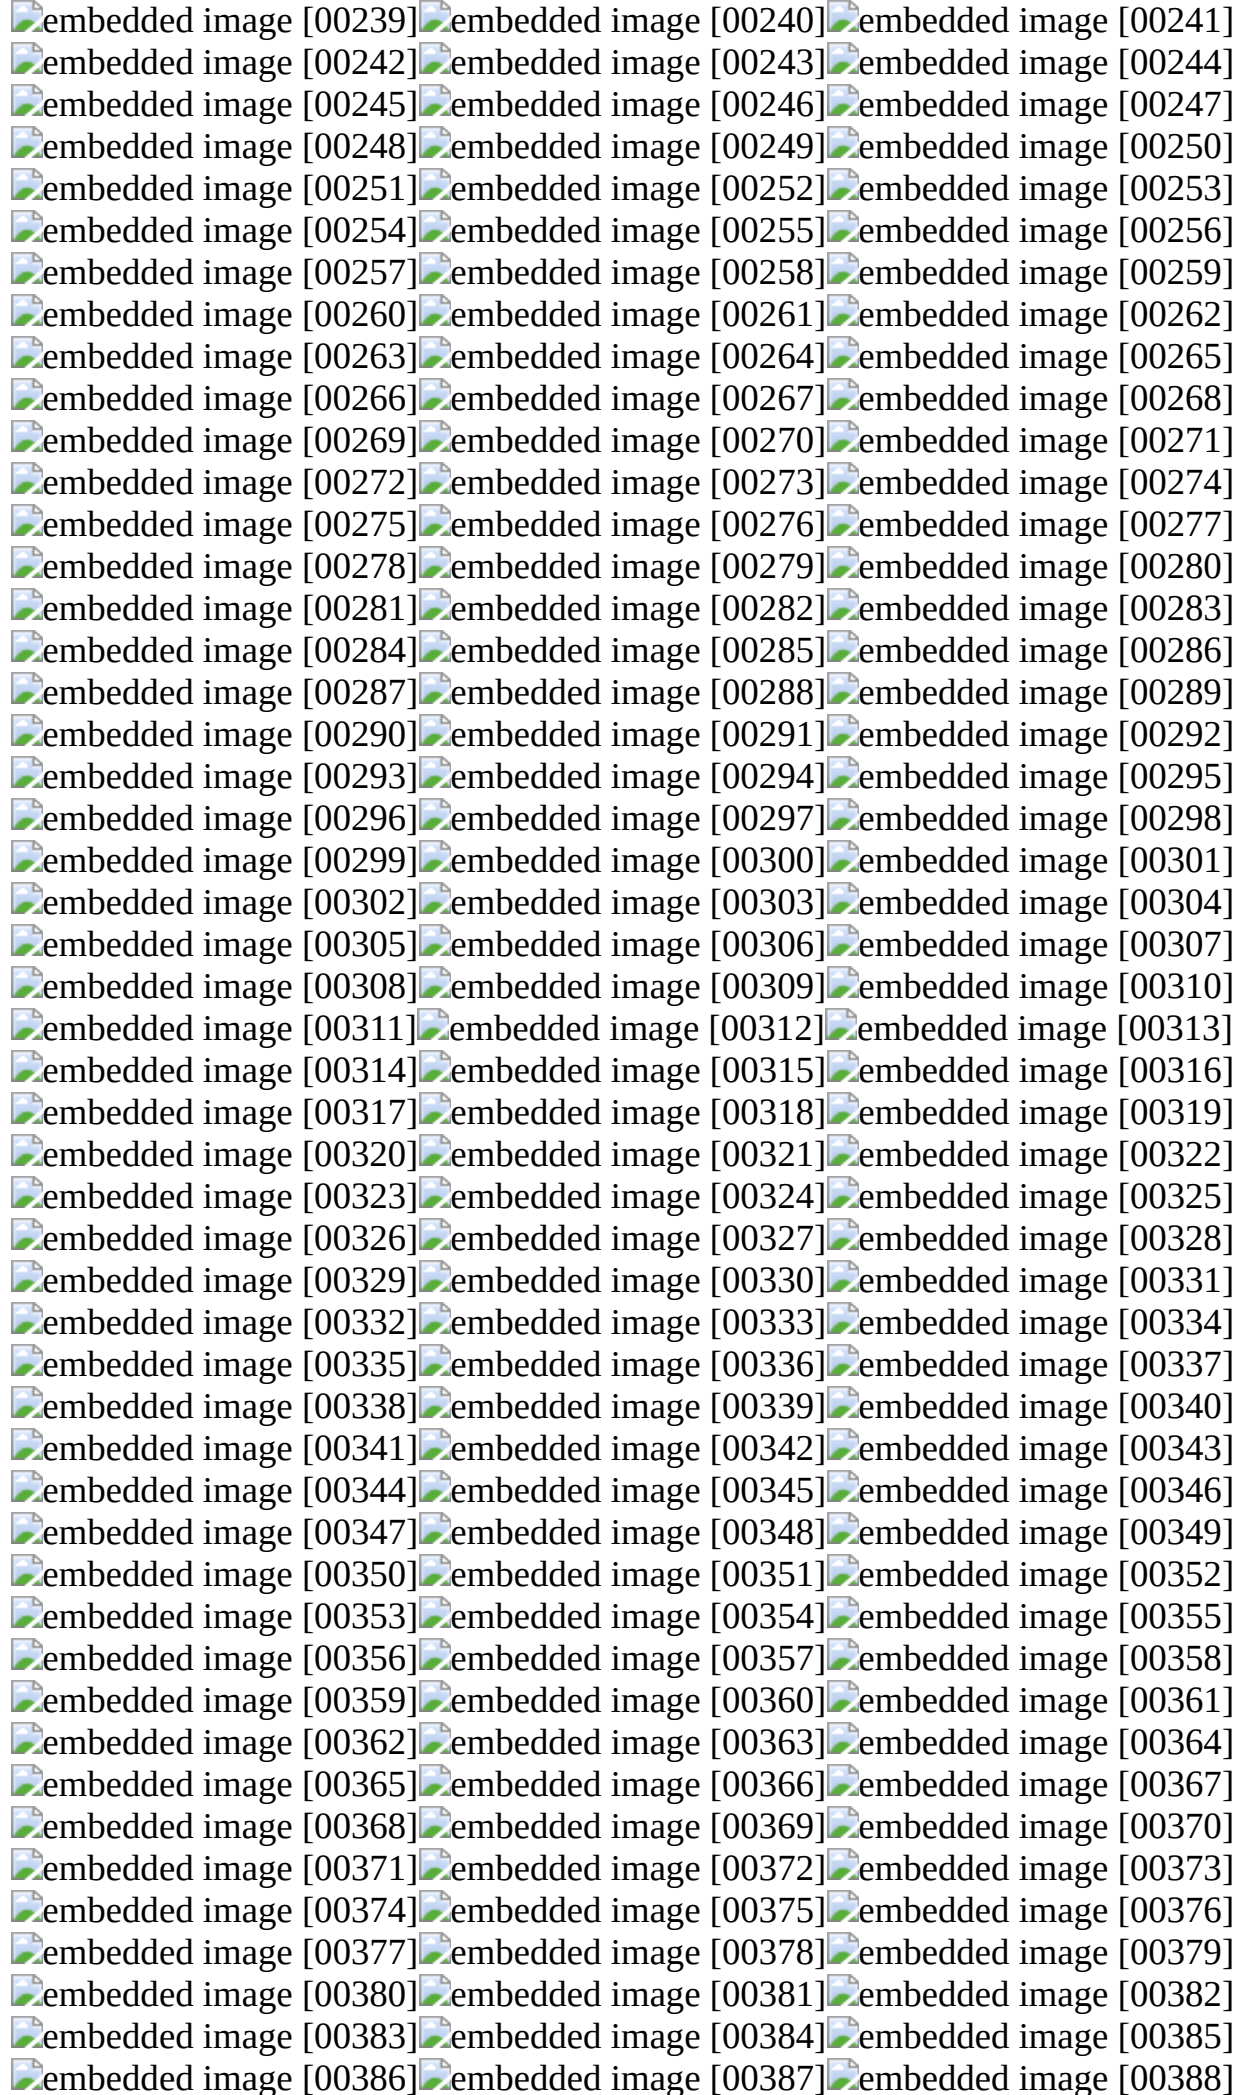 embedded image [00239]embedded image [00240]embedded image [00241]
embedded image [00242]embedded image [00243]embedded image [00244]
embedded image [00245]embedded image [00246]embedded image [00247]
embedded image [00248]embedded image [00249]embedded image [00250]
embedded image [00251]embedded image [00252]embedded image [00253]
embedded image [00254]embedded image [00255]embedded image [00256]
embedded image [00257]embedded image [00258]embedded image [00259]
embedded image [00260]embedded image [00261]embedded image [00262]
embedded image [00263]embedded image [00264]embedded image [00265]
embedded image [00266]embedded image [00267]embedded image [00268]
embedded image [00269]embedded image [00270]embedded image [00271]
embedded image [00272]embedded image [00273]embedded image [00274]
embedded image [00275]embedded image [00276]embedded image [00277]
embedded image [00278]embedded image [00279]embedded image [00280]
embedded image [00281]embedded image [00282]embedded image [00283]
embedded image [00284]embedded image [00285]embedded image [00286]
embedded image [00287]embedded image [00288]embedded image [00289]
embedded image [00290]embedded image [00291]embedded image [00292]
embedded image [00293]embedded image [00294]embedded image [00295]
embedded image [00296]embedded image [00297]embedded image [00298]
embedded image [00299]embedded image [00300]embedded image [00301]
embedded image [00302]embedded image [00303]embedded image [00304]
embedded image [00305]embedded image [00306]embedded image [00307]
embedded image [00308]embedded image [00309]embedded image [00310]
embedded image [00311]embedded image [00312]embedded image [00313]
embedded image [00314]embedded image [00315]embedded image [00316]
embedded image [00317]embedded image [00318]embedded image [00319]
embedded image [00320]embedded image [00321]embedded image [00322]
embedded image [00323]embedded image [00324]embedded image [00325]
embedded image [00326]embedded image [00327]embedded image [00328]
embedded image [00329]embedded image [00330]embedded image [00331]
embedded image [00332]embedded image [00333]embedded image [00334]
embedded image [00335]embedded image [00336]embedded image [00337]
embedded image [00338]embedded image [00339]embedded image [00340]
embedded image [00341]embedded image [00342]embedded image [00343]
embedded image [00344]embedded image [00345]embedded image [00346]
embedded image [00347]embedded image [00348]embedded image [00349]
embedded image [00350]embedded image [00351]embedded image [00352]
embedded image [00353]embedded image [00354]embedded image [00355]
embedded image [00356]embedded image [00357]embedded image [00358]
embedded image [00359]embedded image [00360]embedded image [00361]
embedded image [00362]embedded image [00363]embedded image [00364]
embedded image [00365]embedded image [00366]embedded image [00367]
embedded image [00368]embedded image [00369]embedded image [00370]
embedded image [00371]embedded image [00372]embedded image [00373]
embedded image [00374]embedded image [00375]embedded image [00376]
embedded image [00377]embedded image [00378]embedded image [00379]
embedded image [00380]embedded image [00381]embedded image [00382]
embedded image [00383]embedded image [00384]embedded image [00385]
embedded image [00386]embedded image [00387]embedded image [00388]